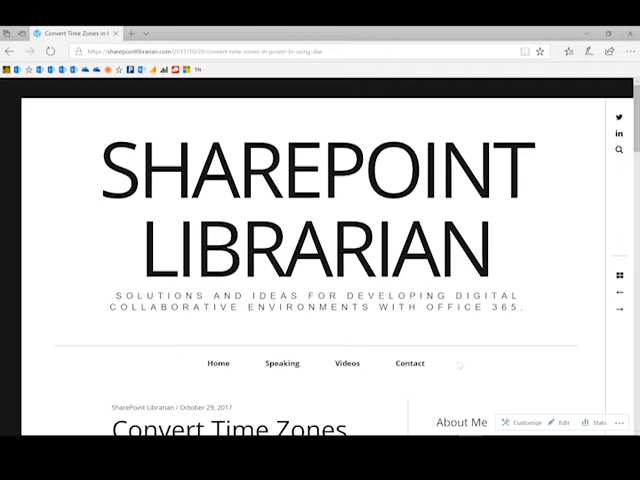 Convert Time Zones in
https://sharepointlibrarian.com/2017/10/29/convert-time-zones-in-power-bi-using-dax
TN
SHAREPOINT
LIBRARIAN
SOLUTIONS AND IDEAS FOR DEVELOPING DIGITAL
COLLABORATIVE ENVIRONMENTS WITH OFFICE 365.
Home Speaking Videos Contact
SharePoint Librarian / October 29, 2017
Convert Time Zones
About Me
Customize Edit Stats